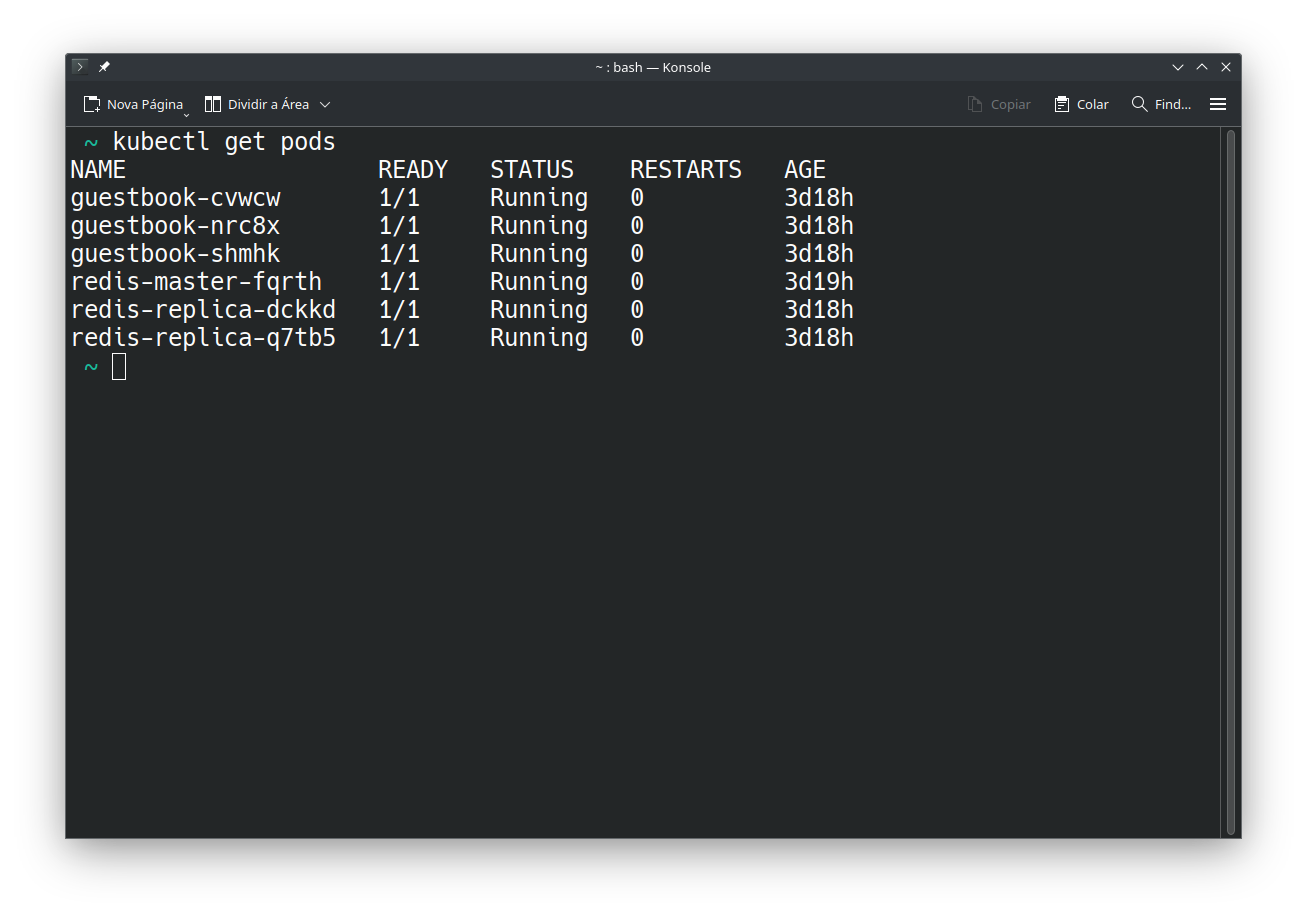 ~ : bash — Konsole
Nova Página Dividir a Área Copiar Colar Find...
~ kubectl get pods
NAME READY STATUS RESTARTS AGE
guestbook-cvwcw 1/1 Running 0 3d18h
guestbook-nrc8x 1/1 Running 0 3d18h
guestbook-shmhk 1/1 Running 0 3d18h
redis-master-fqrth 1/1 Running 0 3d19h
redis-replica-dckkd 1/1 Running 0 3d18h
redis-replica-q7tb5 1/1 Running 0 3d18h
~